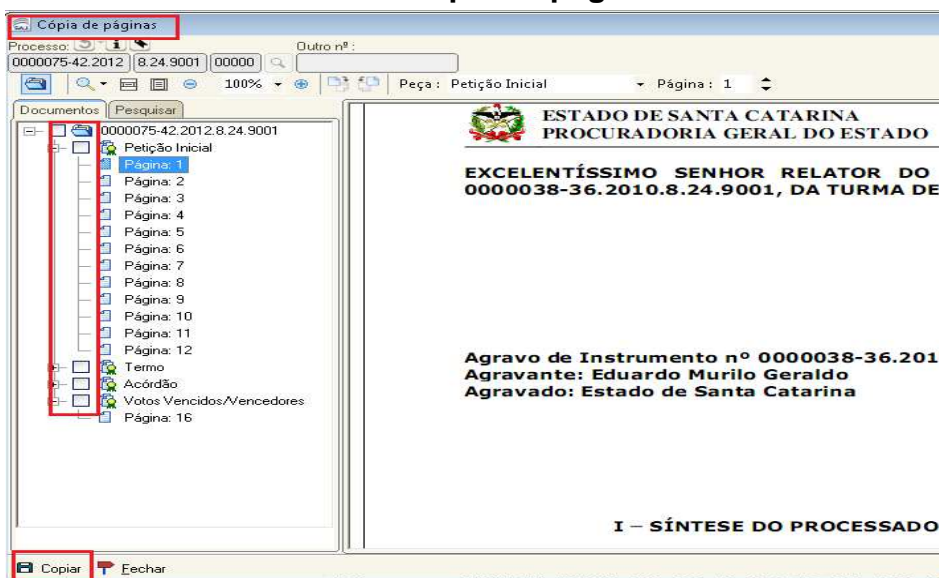 Cópia de páginas
Processo: Outro nº :
0000075-42.2012 8.24.9001 00000
100% Peça : Petição Inicial Página : 1
Documentos Pesquisar
0000075-42.2012.8.24.9001
Petição Inicial
Página: 1
Página: 2
Página: 3
Página: 4
Página: 5
Página: 6
Página: 7
Página: 8
Página: 9
Página: 10
Página: 11
Página: 12
Termo
Acórdão
Votos Vencidos/Vencedores
Página: 16
ESTADO DE SANTA CATARINA
PROCURADORIA GERAL DO ESTADO
EXCELENTÍSSIMO SENHOR RELATOR DO
0000038-36.2010.8.24.9001, DA TURMA DE
Agravo de Instrumento nº 0000038-36.201
Agravante: Eduardo Murilo Geraldo
Agravado: Estado de Santa Catarina
I – SÍNTESE DO PROCESSADO
Copiar Fechar